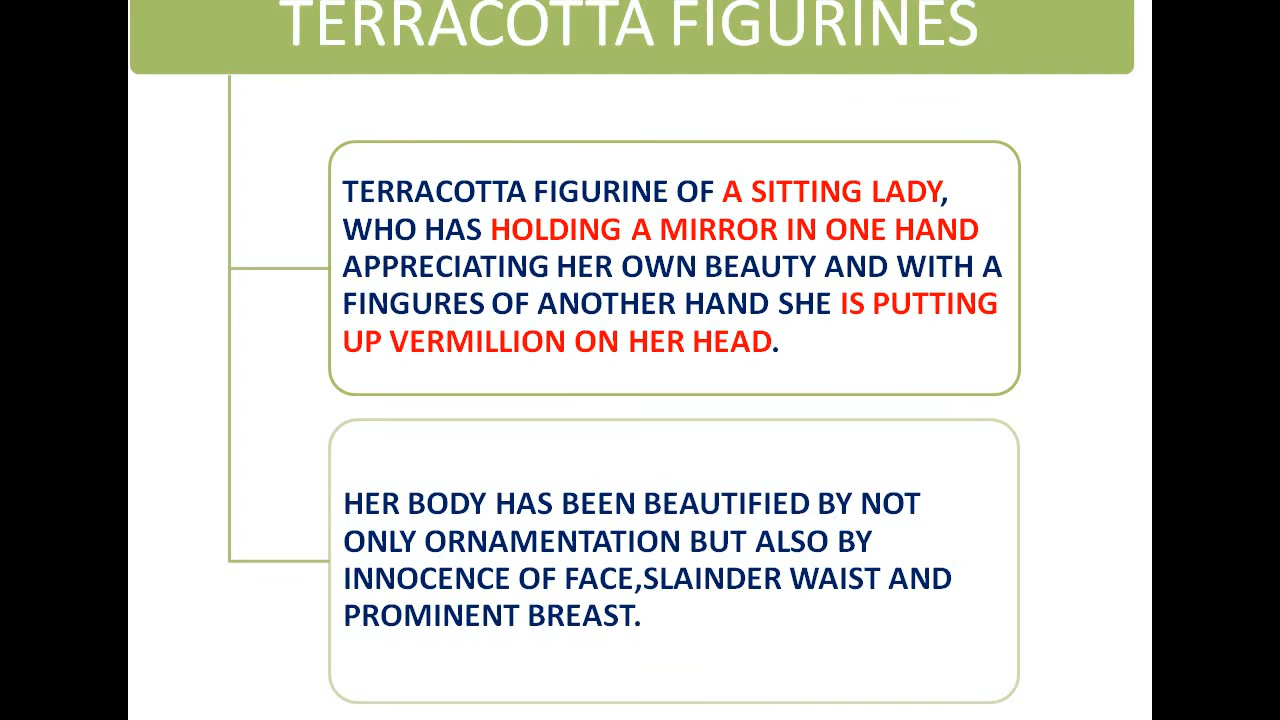 TERRACOTTA FIGURINES
TERRACOTTA FIGURINE OF A SITTING LADY,
WHO HAS HOLDING A MIRROR IN ONE HAND
APPRECIATING HER OWN BEAUTY AND WITH A
FINGURES OF ANOTHER HAND SHE IS PUTTING
UP VERMILLION ON HER HEAD.
HER BODY HAS BEEN BEAUTIFIED BY NOT
ONLY ORNAMENTATION BUT ALSO BY
INNOCENCE OF FACE,SLAINDER WAIST AND
PROMINENT BREAST.